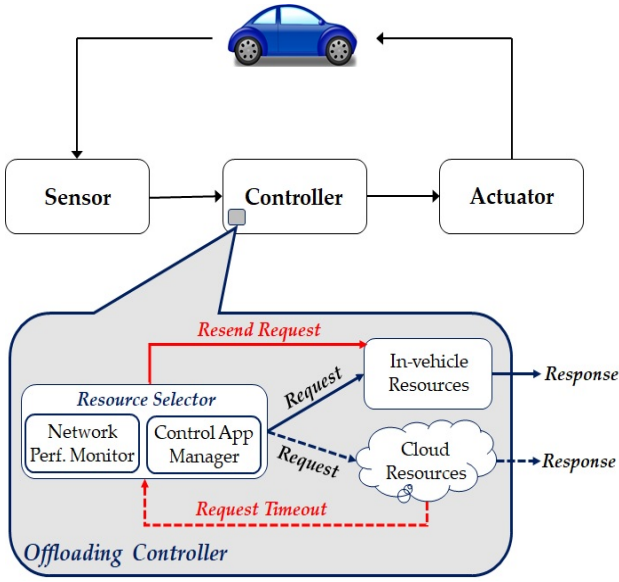 Sensor
Controller
Actuator
Resend Request
In-vehicle
Resources
Response
Request
Resource Selector
Network
Perf. Monitor
Control App
Manager
Request
Cloud
Resources
Response
Request Timeout
Offloading Controller